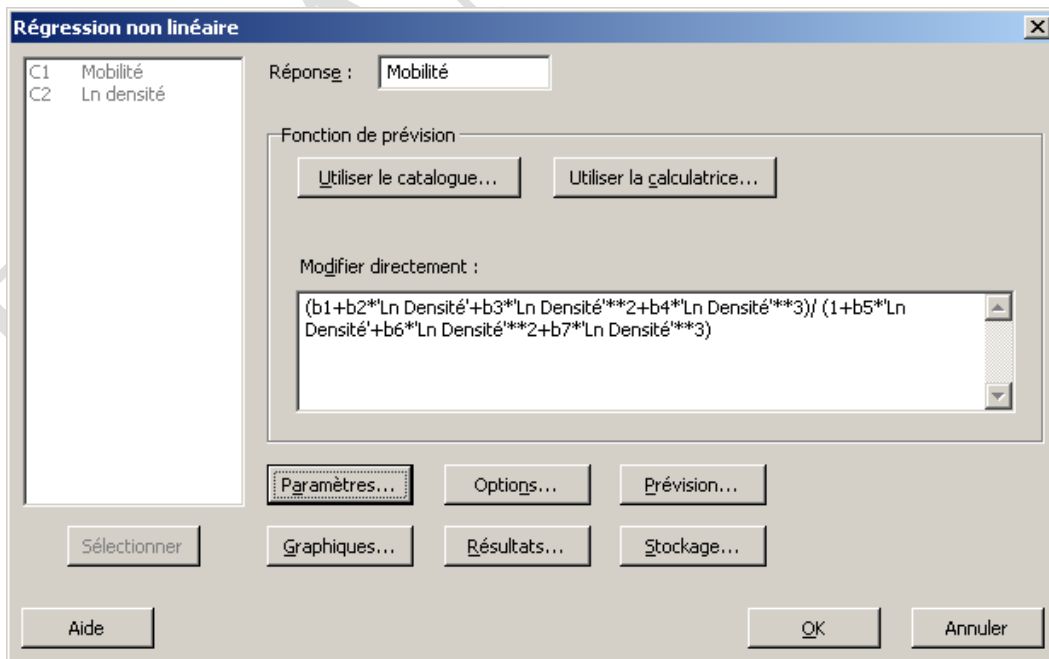 Régression non linéaire
C1 Mobilité
C2 Ln densité
Réponse :
Mobilité
Fonction de prévision
Utiliser le catalogue...
Utiliser la calculatrice...
Modifier directement :
(b1+b2*'Ln Densité'+b3*'Ln Densité'**2+b4*'Ln Densité'**3)/ (1+b5*'Ln
Densité'+b6*'Ln Densité'**2+b7*'Ln Densité'**3)
Paramètres...
Options...
Prévision...
Sélectionner
Graphiques...
Résultats...
Stockage...
Aide
OK
Annuler